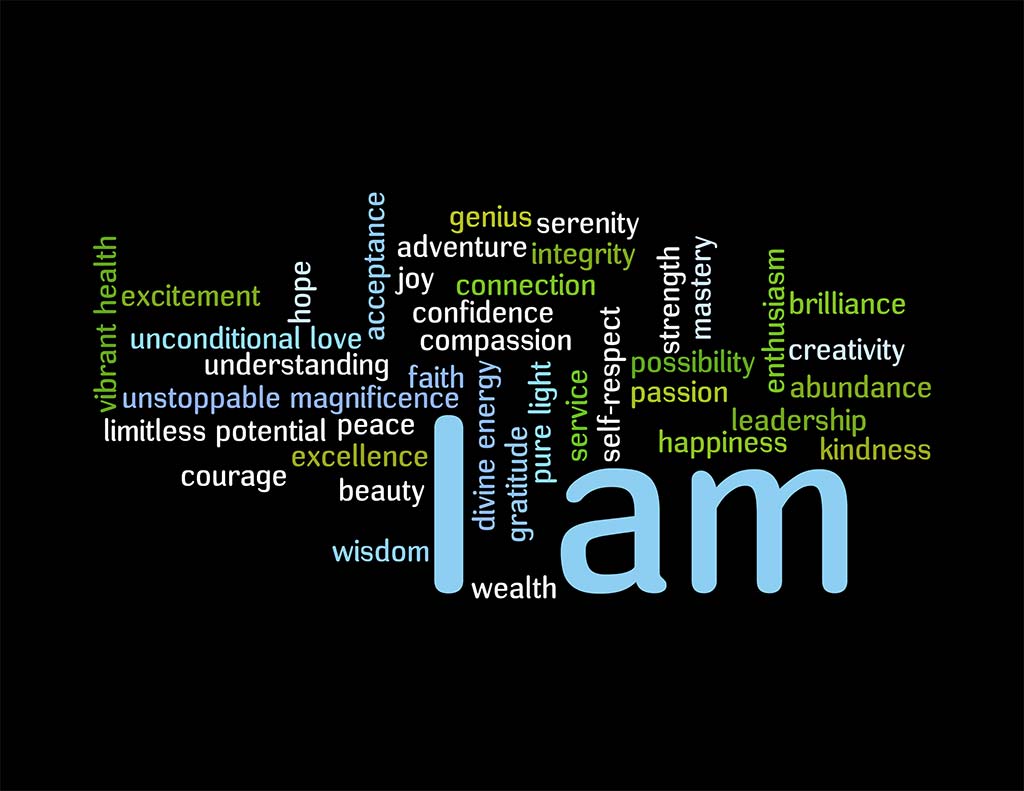 acceptance
genius
serenity
vibrant health
adventure
integrity
strength
mastery
enthusiasm
hope
joy
connection
excitement
brilliance
confidence
self-respect
unconditional love
compassion
creativity
understanding
possibility
faith
divine energy
pure light
service
passion
abundance
unstoppable magnificence
limitless potential
peace
gratitude
leadership
happiness
kindness
excellence
courage
beauty
I am
wisdom
wealth